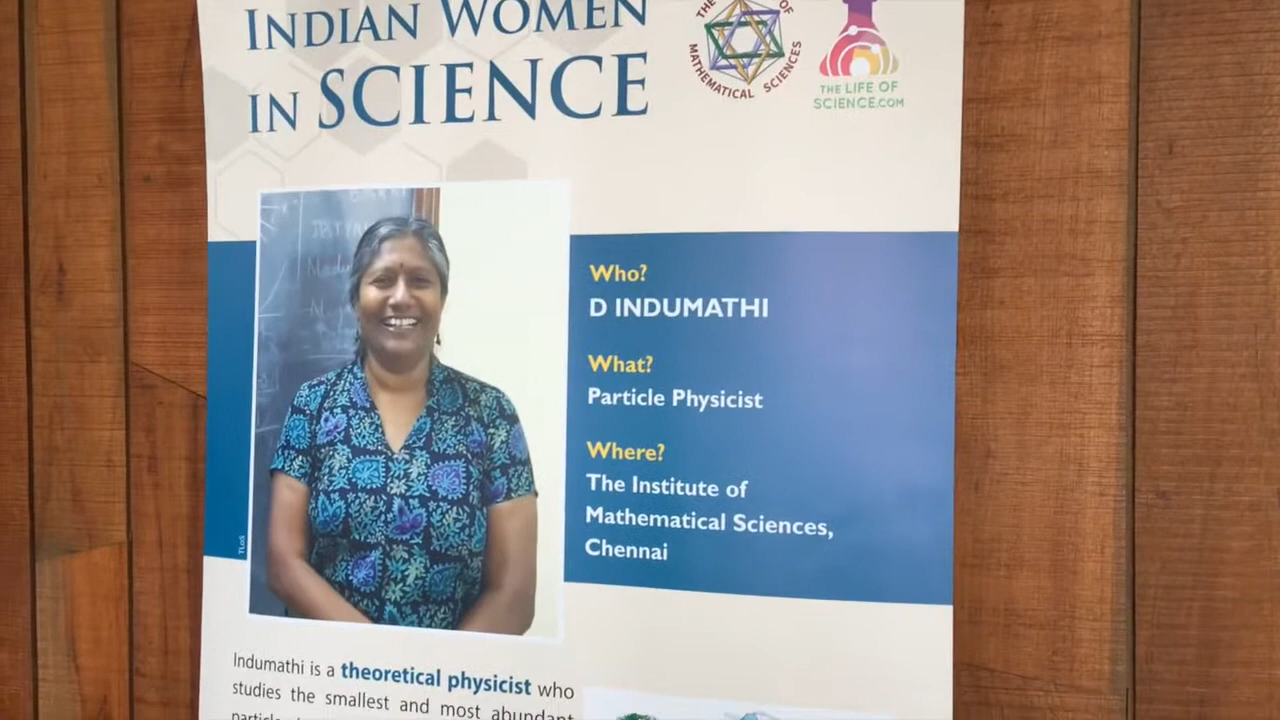 INDIAN WOMEN
IN SCIENCE
THE OF
MATHEMATICAL SCIENCES
THE LIFE OF
SCIENCE.COM
Who?
D INDUMATHI
What?
Particle Physicist
Where?
The Institute of
Mathematical Sciences,
Chennai
TLoS
Indumathi is a theoretical physicist who
studies the smallest and most abundant